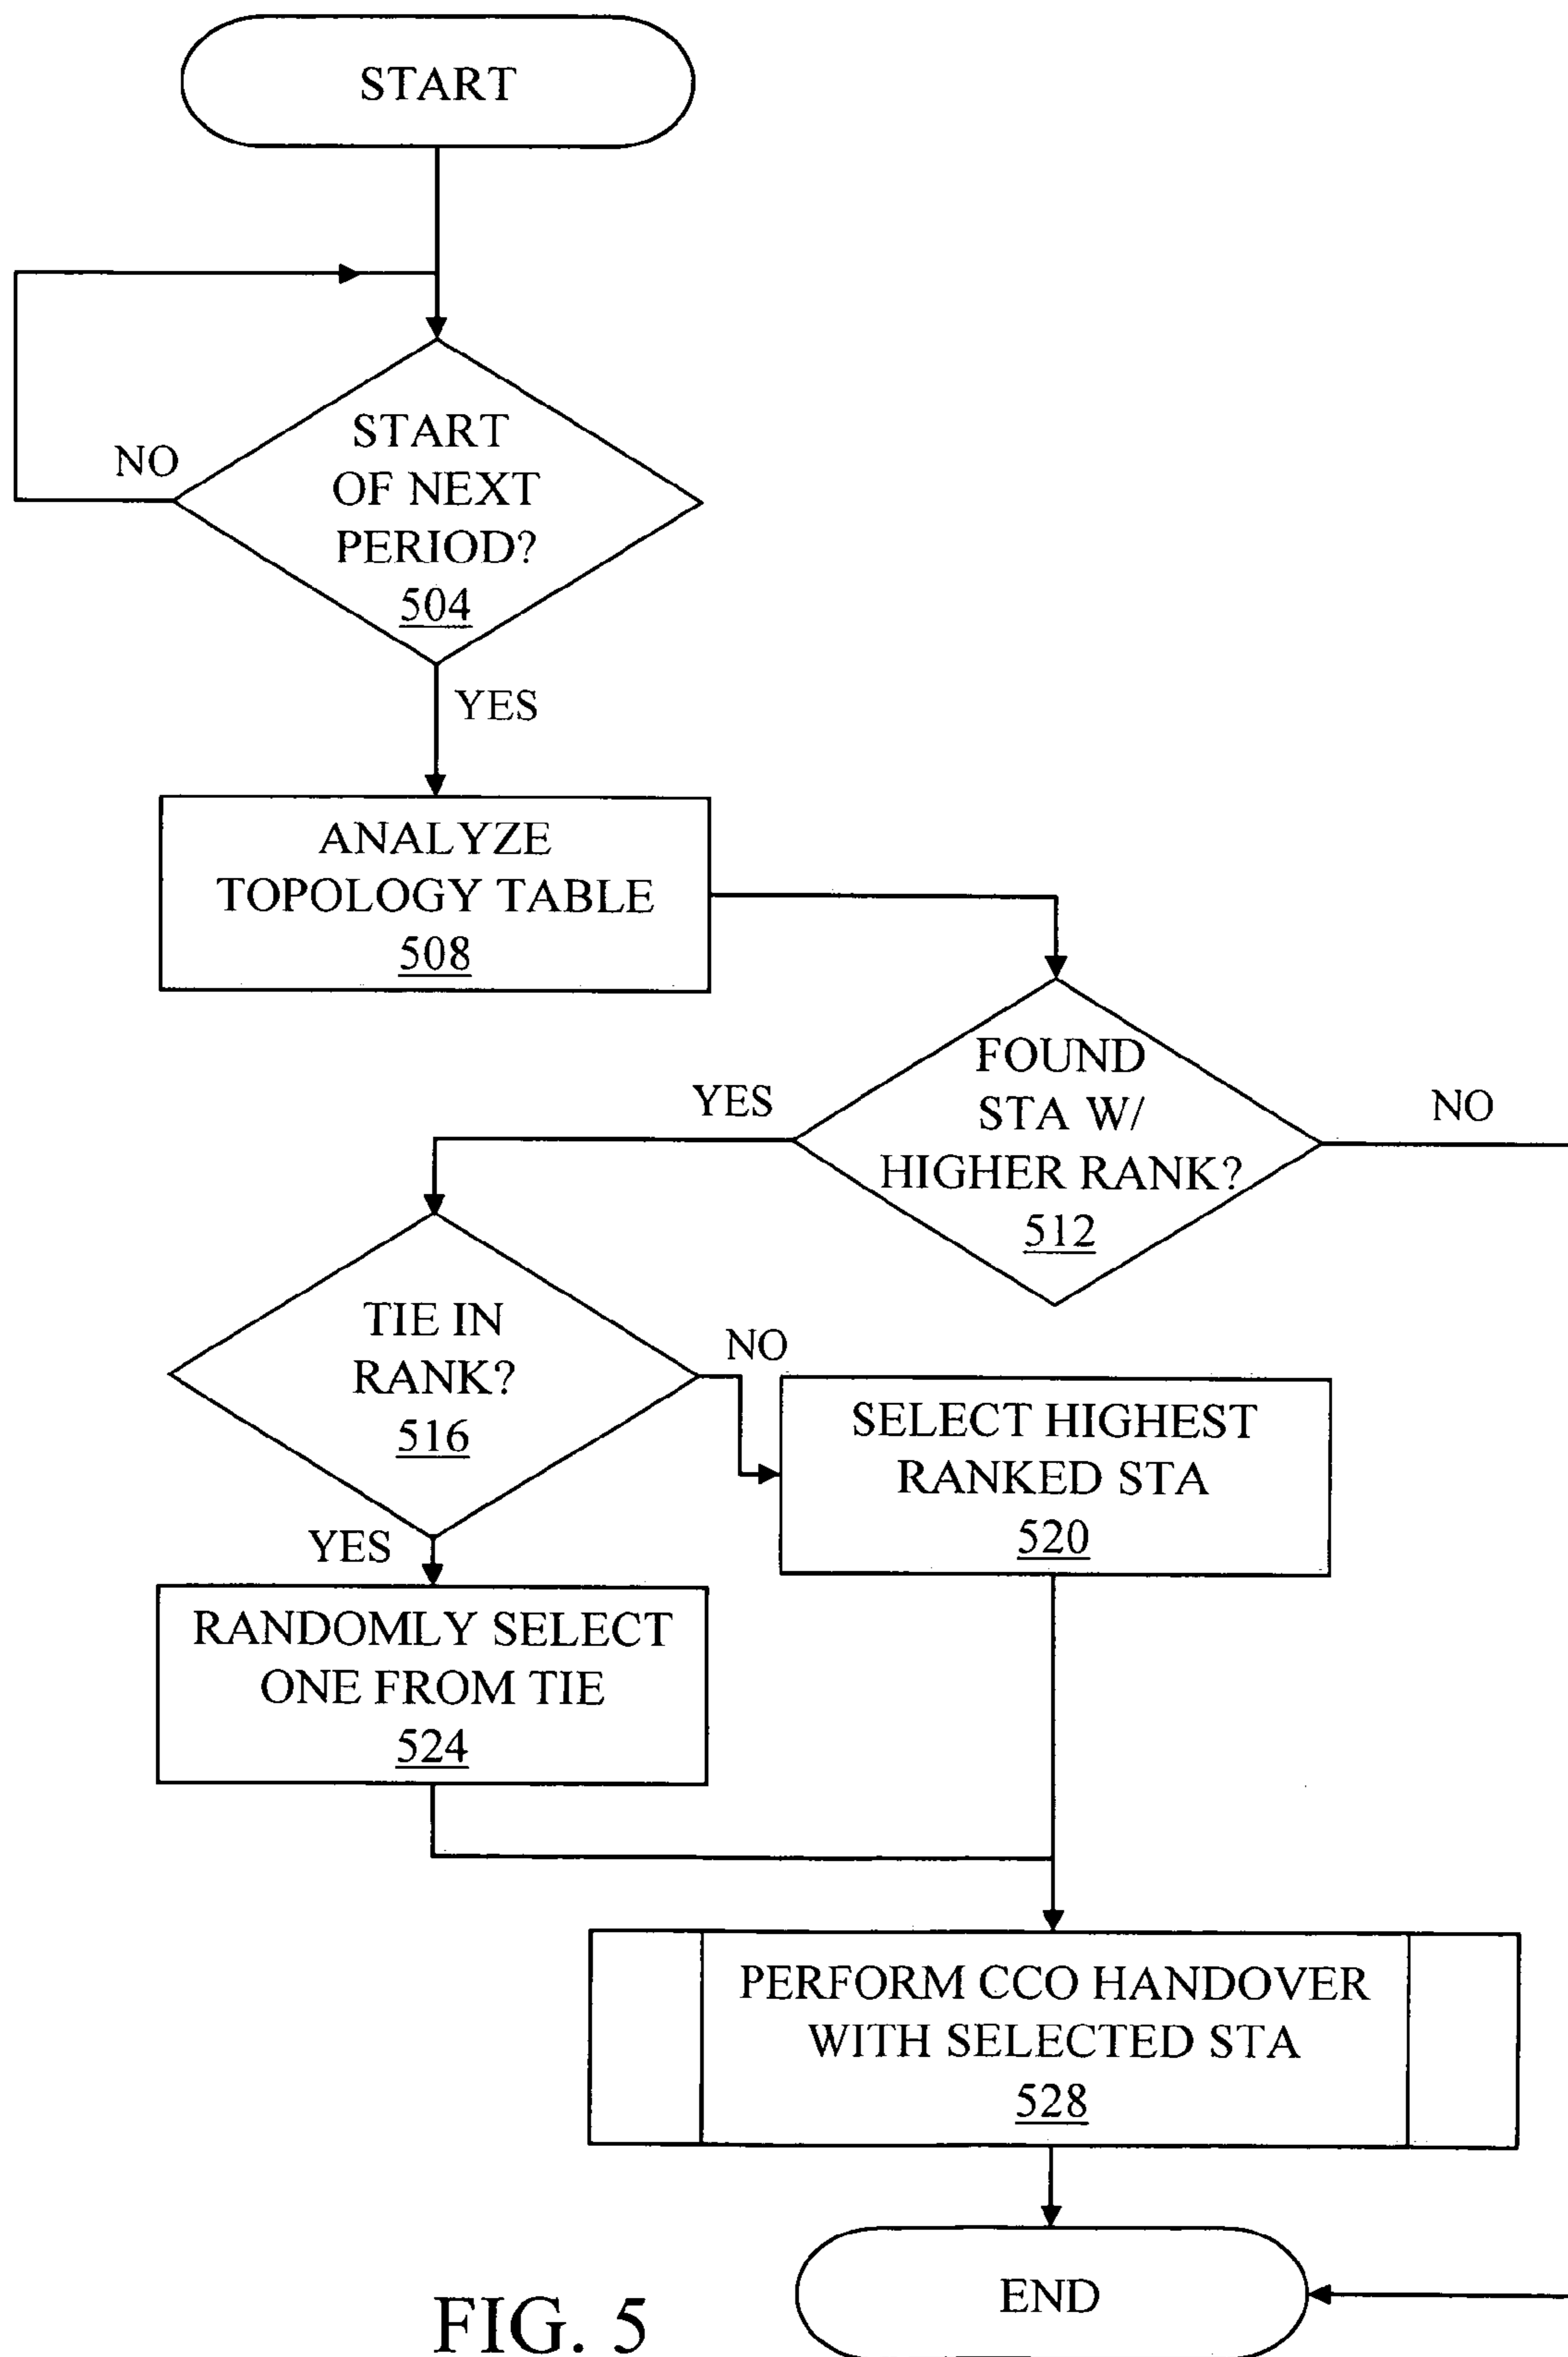 START
START
OF NEXT
PERIOD?
504
NO
YES
ANALYZE
TOPOLOGY TABLE
508
FOUND
STA W/
HIGHER RANK?
512
YES
NO
TIE IN
RANK?
516
NO
YES
SELECT HIGHEST
RANKED STA
520
RANDOMLY SELECT
ONE FROM TIE
524
PERFORM CCO HANDOVER
WITH SELECTED STA
528
END
FIG. 5